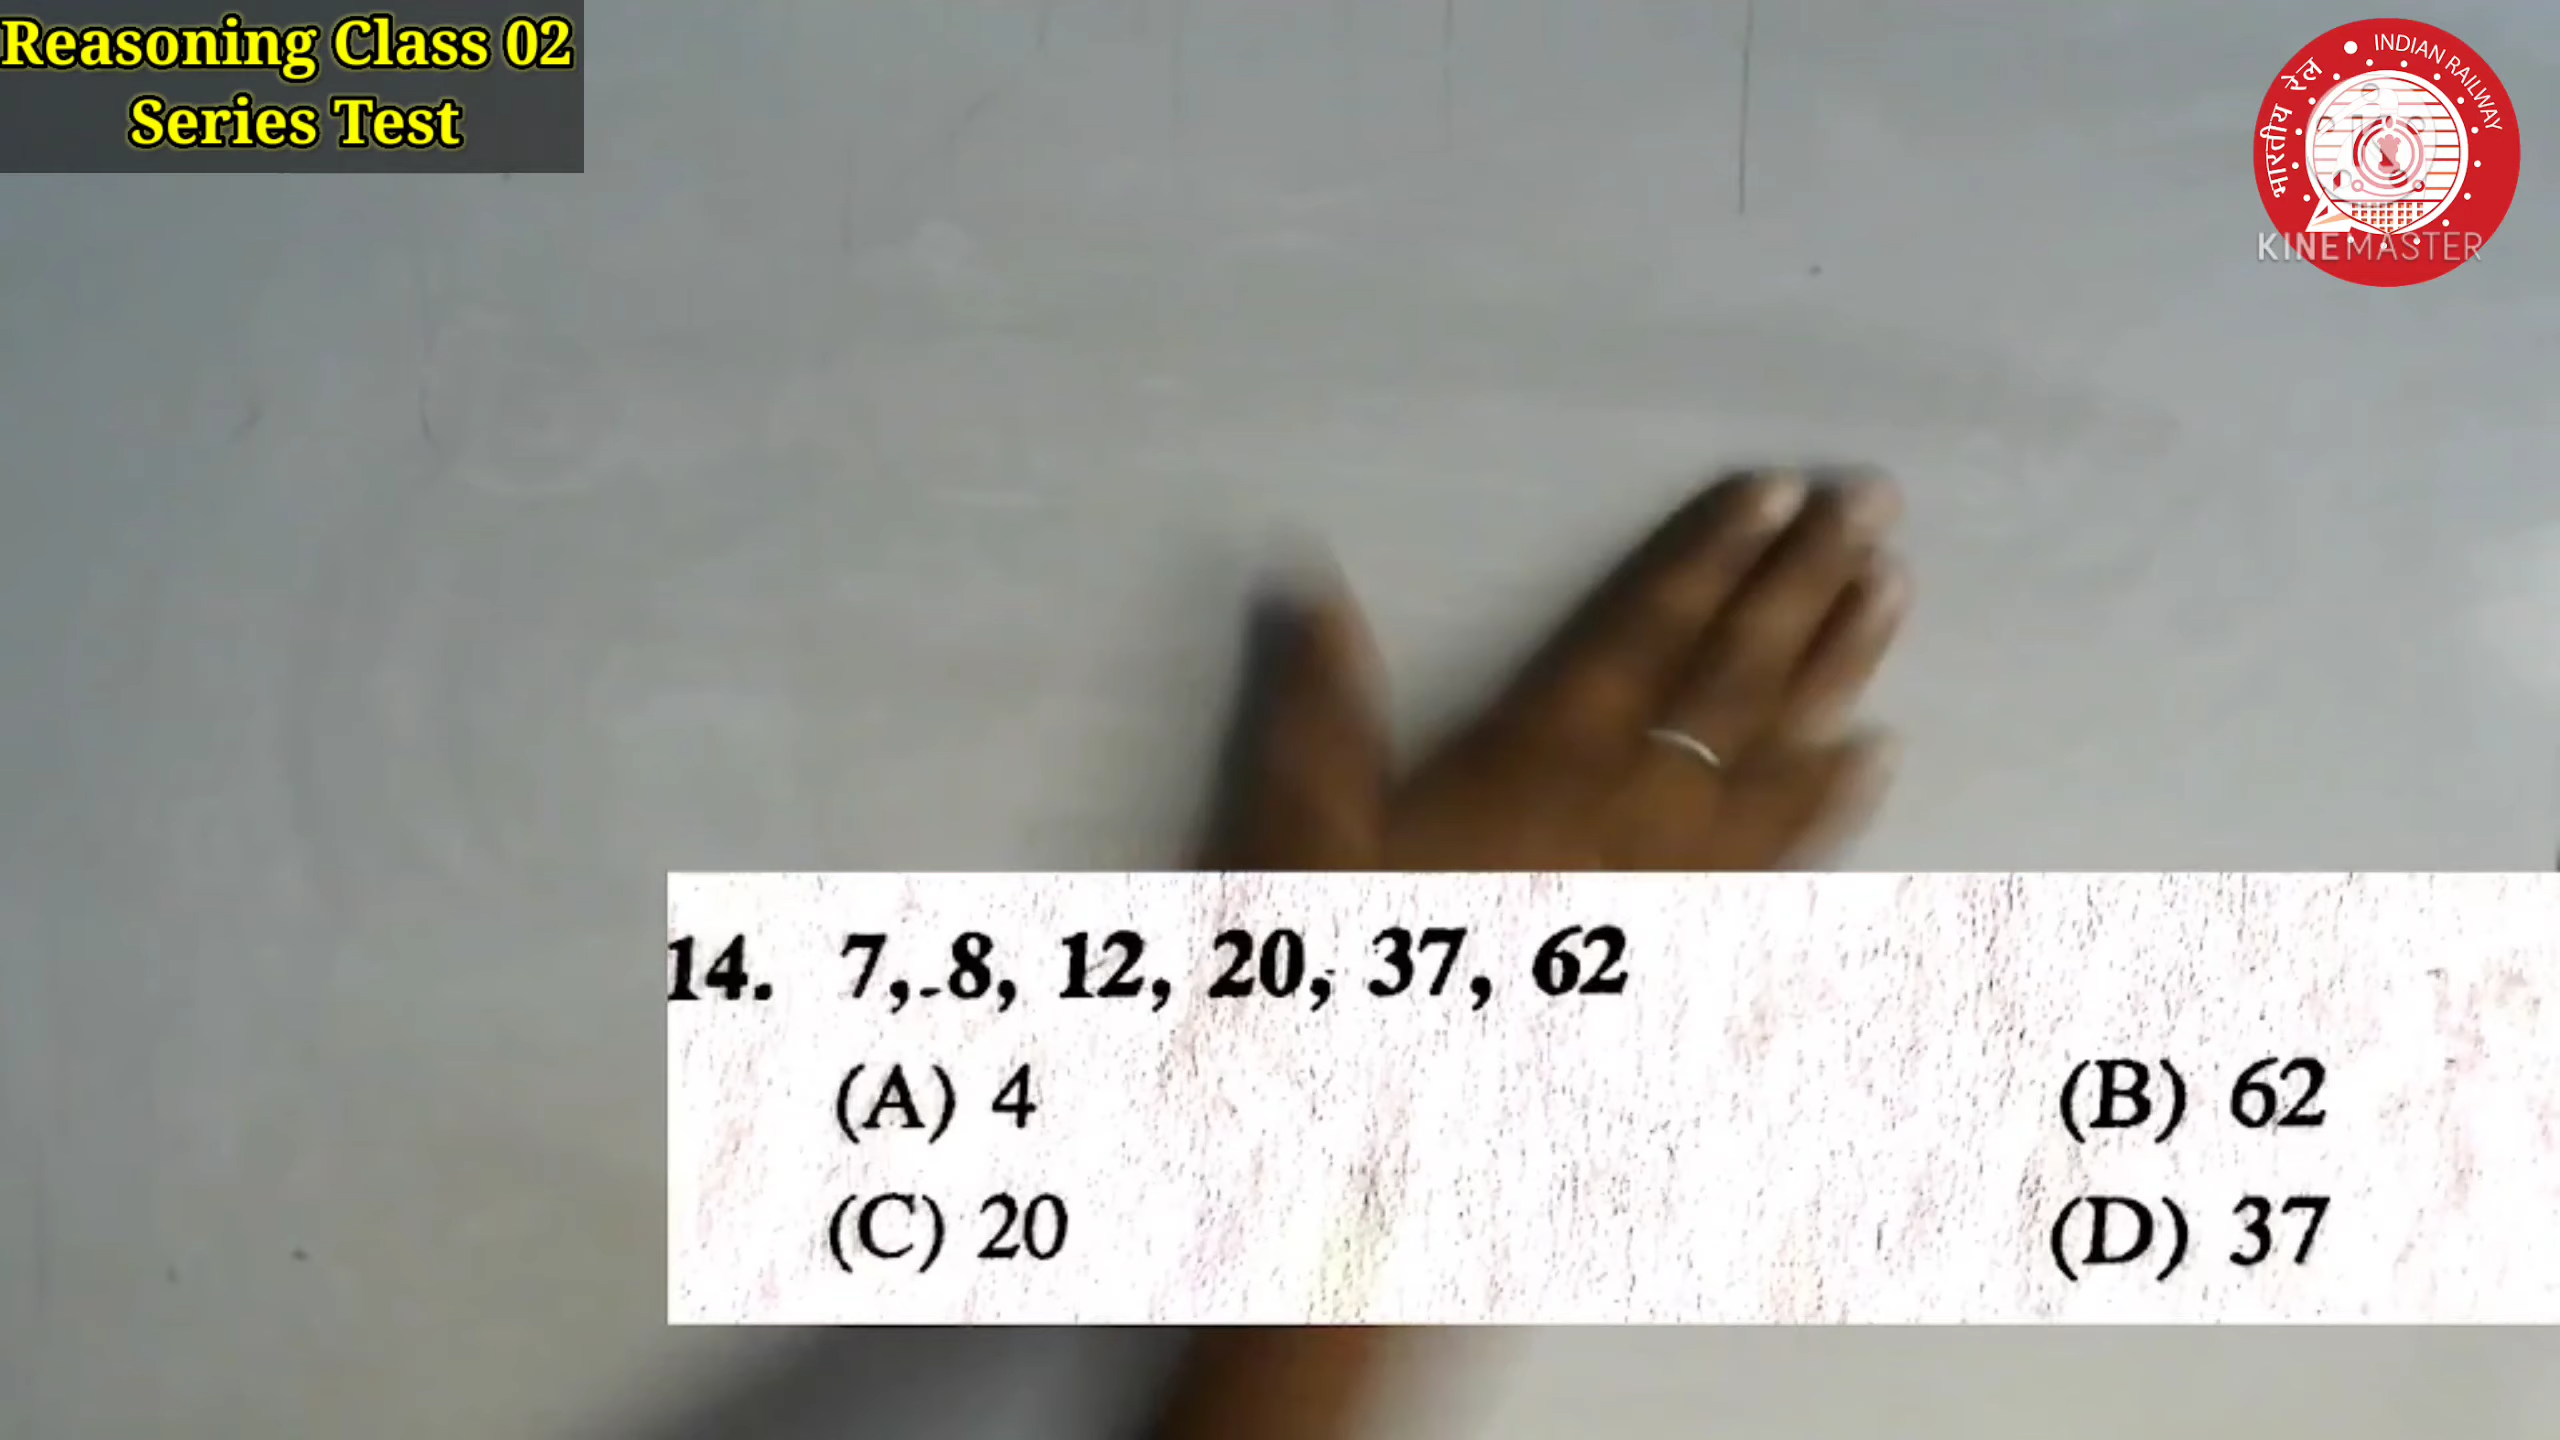 Reasoning Class 02
Series Test
भारतीय रेल
INDIAN RAILWAY
KINEMASTER
14. 7, 8, 12, 20, 37, 62
(A) 4
(B) 62
(C) 20
(D) 37